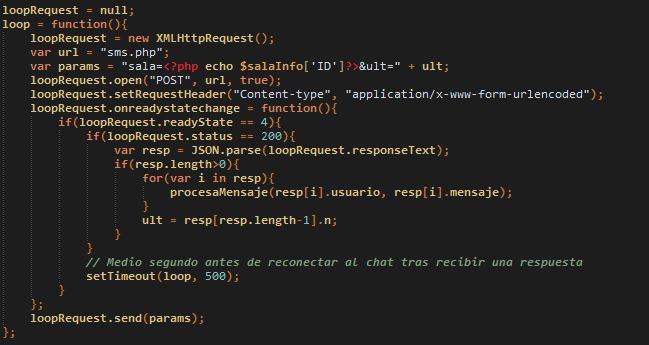 loopRequest = null;
loop = function(){
    loopRequest = new XMLHttpRequest();
    var url = "sms.php";
    var params = "sala=<?php echo $salaInfo['ID']?>&ult=" + ult;
    loopRequest.open("POST", url, true);
    loopRequest.setRequestHeader("Content-type", "application/x-www-form-urlencoded");
    loopRequest.onreadystatechange = function(){
        if(loopRequest.readyState == 4){
            if(loopRequest.status == 200){
                var resp = JSON.parse(loopRequest.responseText);
                if(resp.length>0){
                    for(var i in resp){
                        procesaMensaje(resp[i].usuario, resp[i].mensaje);
                    }
                    ult = resp[resp.length-1].n;
                }
            }
            // Medio segundo antes de reconectar al chat tras recibir una respuesta
            setTimeout(loop, 500);
        }
    };
    loopRequest.send(params);
};